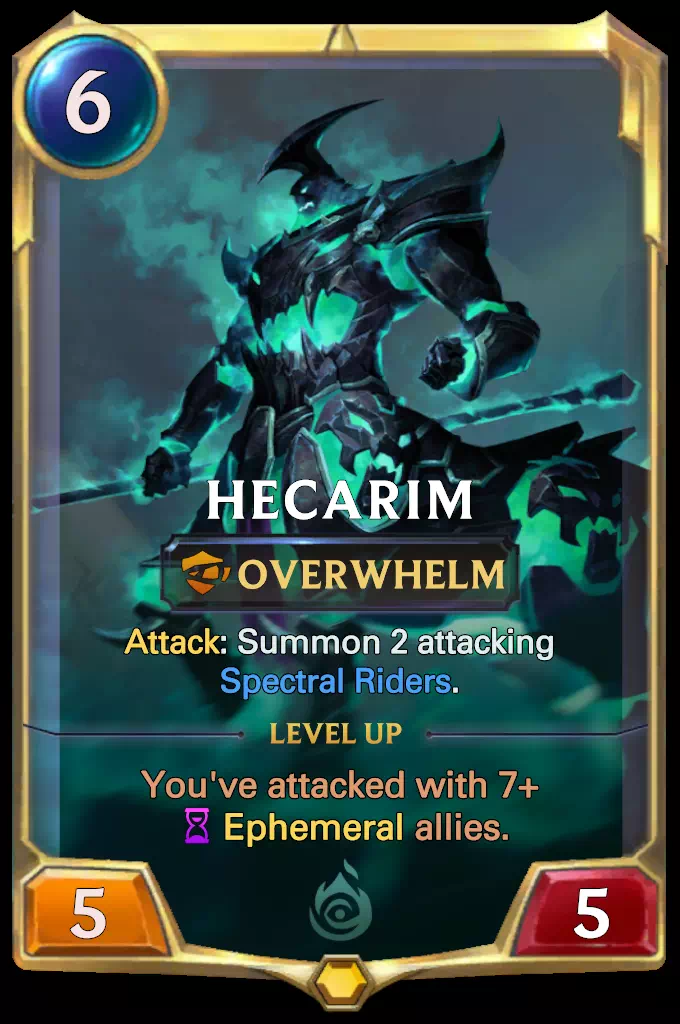 6
HECARIM
OVERWHELM
Attack: Summon 2 attacking
Spectral Riders.
LEVEL UP
You've attacked with 7+
Ephemeral allies.
5 5